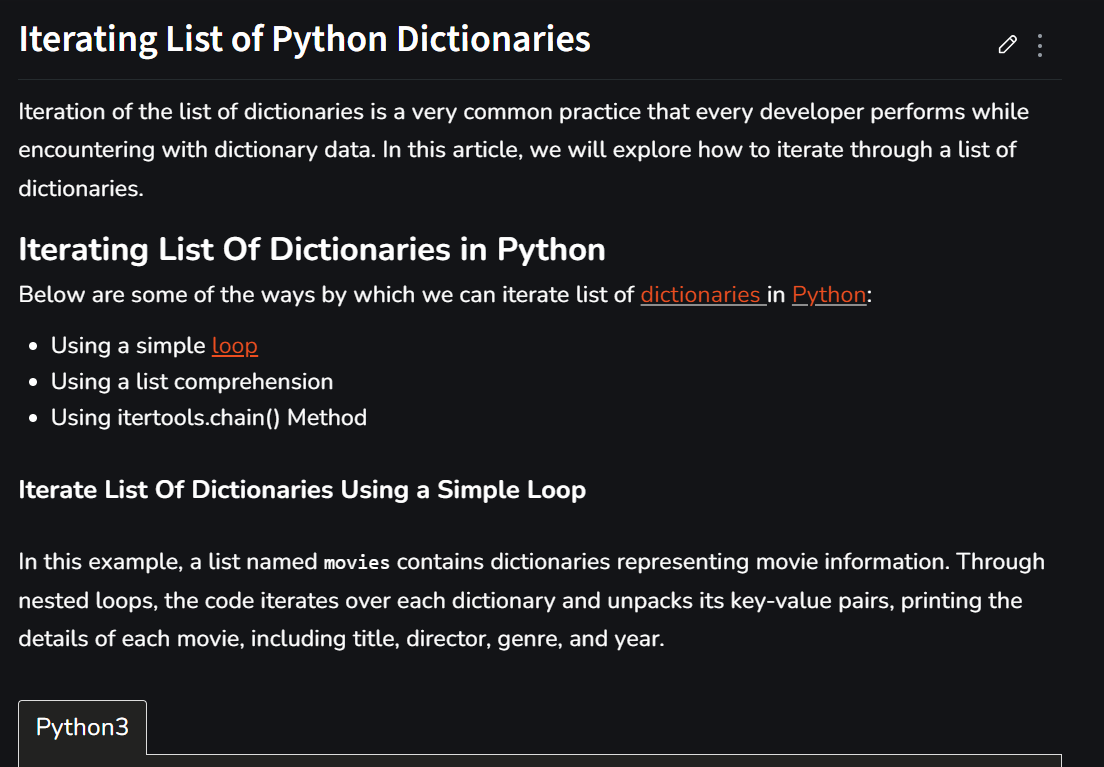 Iterating List of Python Dictionaries
Iteration of the list of dictionaries is a very common practice that every developer performs while
encountering with dictionary data. In this article, we will explore how to iterate through a list of
dictionaries.
Iterating List Of Dictionaries in Python
Below are some of the ways by which we can iterate list of dictionaries in Python:
• Using a simple loop
• Using a list comprehension
• Using itertools.chain() Method
Iterate List Of Dictionaries Using a Simple Loop
In this example, a list named movies contains dictionaries representing movie information. Through
nested loops, the code iterates over each dictionary and unpacks its key-value pairs, printing the
details of each movie, including title, director, genre, and year.
Python3